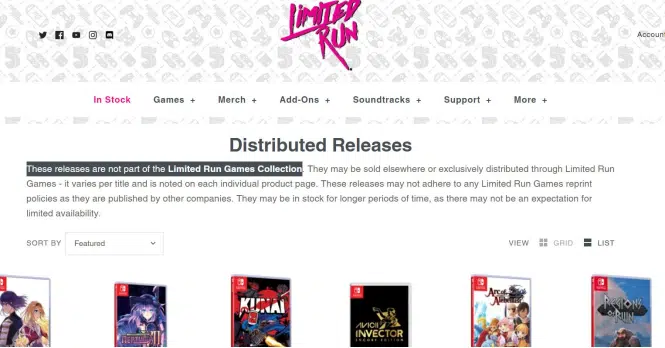 LIMITED
RUN
Account
In Stock Games + Merch + Add-Ons + Soundtracks + Support + More +
Distributed Releases
These releases are not part of the Limited Run Games Collection. They may be sold elsewhere or exclusively distributed through Limited Run
Games - it varies per title and is noted on each individual product page. These releases may not adhere to any Limited Run Games reprint
policies as they are published by other companies. They may be in stock for longer periods of time, as there may not be an expectation for
limited availability.
SORT BY Featured VIEW GRID LIST
KUNAI
AVICII
INVECTOR
ENCORE EDITION
Arc of
Alchemist
REGIONS
OF RUIN